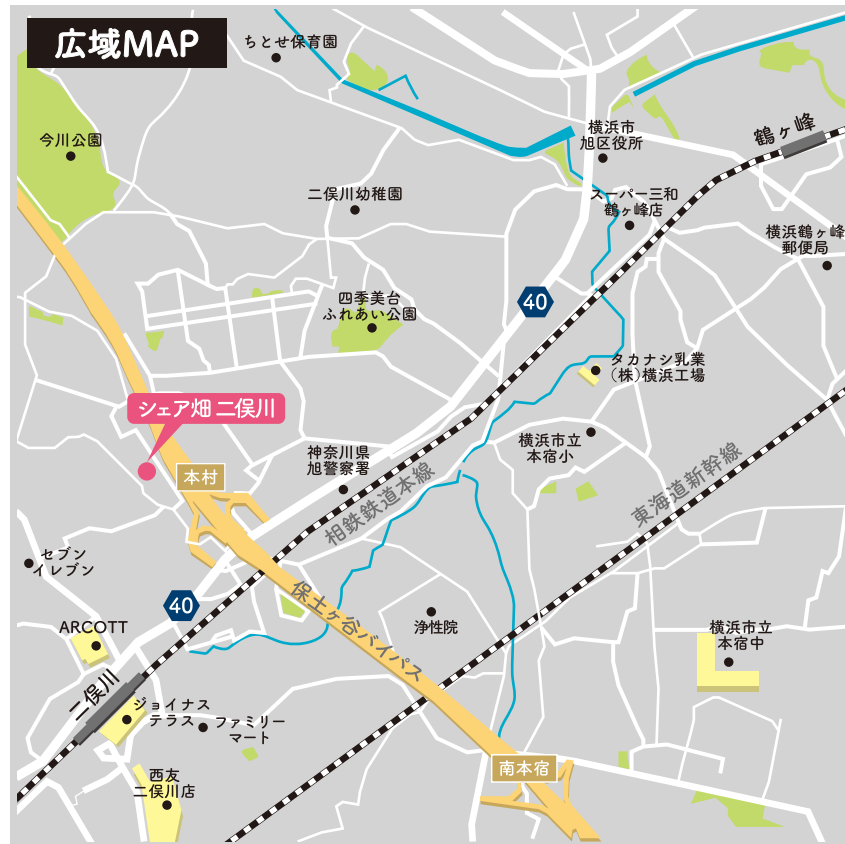 広域MAP
ちとせ保育園
今川公園
横浜市
旭区役所
鶴ヶ峰
二俣川幼稚園
スーパー三和
鶴ヶ峰店
横浜鶴ヶ峰
郵便局
40
四季美台
ふれあい公園
タカナシ乳業
(株)横浜工場
シェア畑 二俣川
本村
神奈川県
旭警察署
横浜市立
本宿小
相鉄鉄道本線
東海道新幹線
セブン
イレブン
40
保土ヶ谷バイパス
ARCOTT
浄性院
横浜市立
本宿中
二俣川
ジョイナス
テラス
ファミリー
マート
西友
二俣川店
南本宿